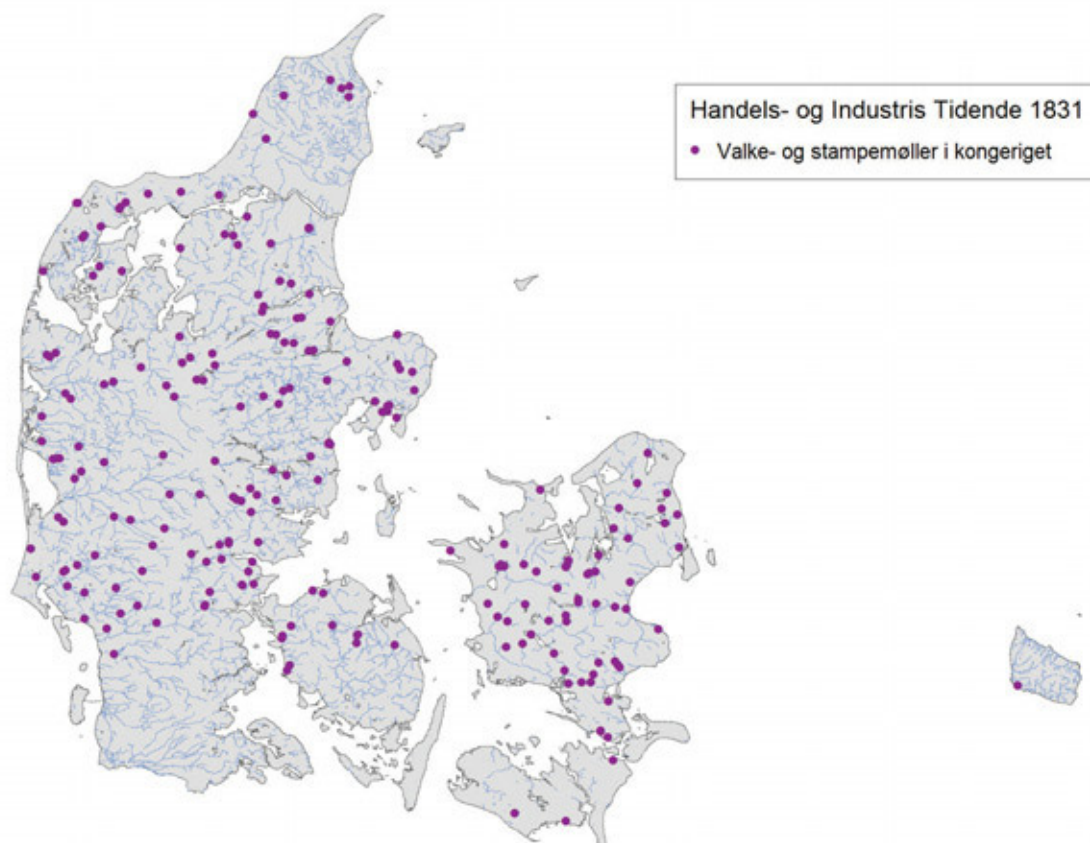 Handels- og Industris Tidende 1831
Valke- og stampemøller i kongeriget